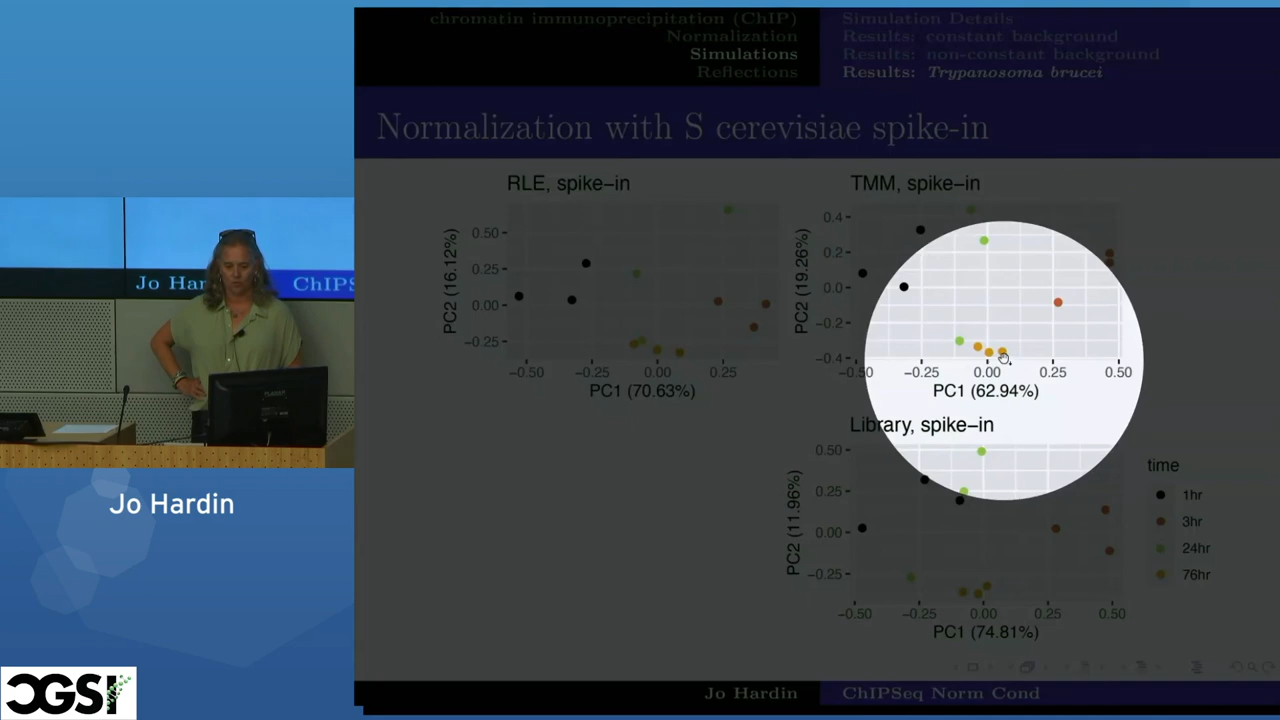 chromatin immunoprecipitation (ChIP)
Normalization
Simulations
Reflections
Simulation Details
Results: constant background
Results: non-constant background
Results: Trypanosoma brucei
Normalization with S cerevisiae spike-in
RLE, spike−in
0.50
0.25
0.00
−0.25
PC2 (16.12%)
−0.50
−0.25
0.00
0.25
PC1 (70.63%)
TMM, spike−in
0.4
0.2
0.0
−0.2
−0.4
PC2 (19.26%)
−0.50
−0.25
0.00
0.25
0.50
PC1 (62.94%)
Library, spike−in
0.50
0.25
0.00
−0.25
PC2 (11.96%)
−0.50
−0.25
0.00
0.25
0.50
PC1 (74.81%)
time
1hr
3hr
24hr
76hr
Jo Hardin
ChIPSeq Norm Cond
Jo Har
ChIPS
Jo Hardin
CGSI